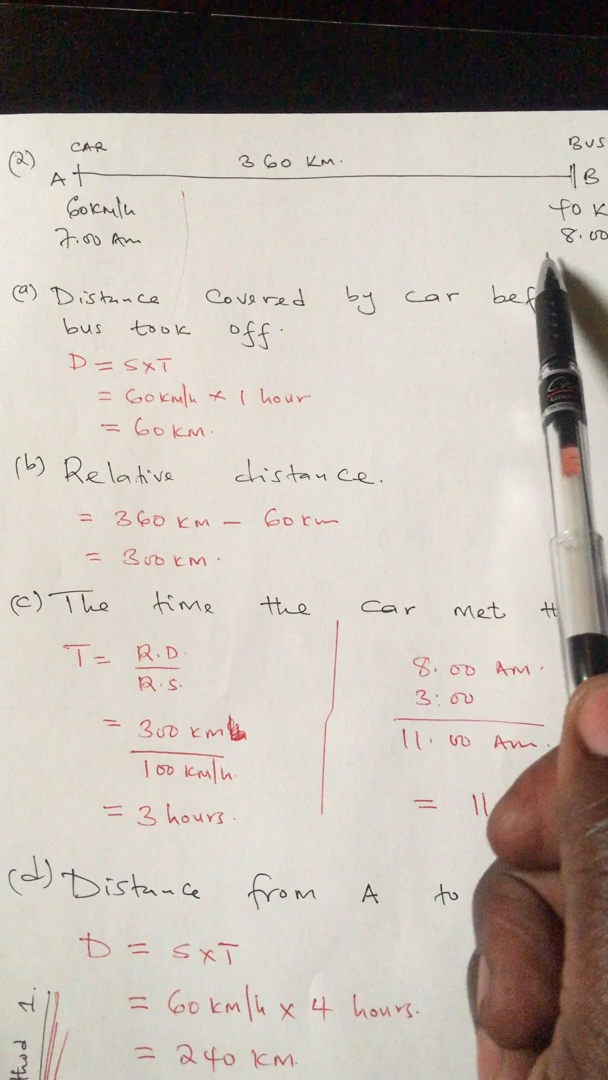 (2) CAR 360 KM. BUS
A B
60KM/h 40 K
7.00 Am 8.00
(a) Distance Covered by car bef
bus took off.
D = S×T
= 60KM/h × 1 hour
= 60 KM.
(b) Relative distance.
= 360 KM - 60 KM
= 300 KM.
(c) The time the car met th
T = R.D.
R.S.
= 300 KM
100 KM/h.
= 3 hours.
8.00 AM.
3:00
11.00 AM.
= 11
(d) Distance from A to
D = S×T
= 60 KM/h × 4 hours.
= 240 KM.